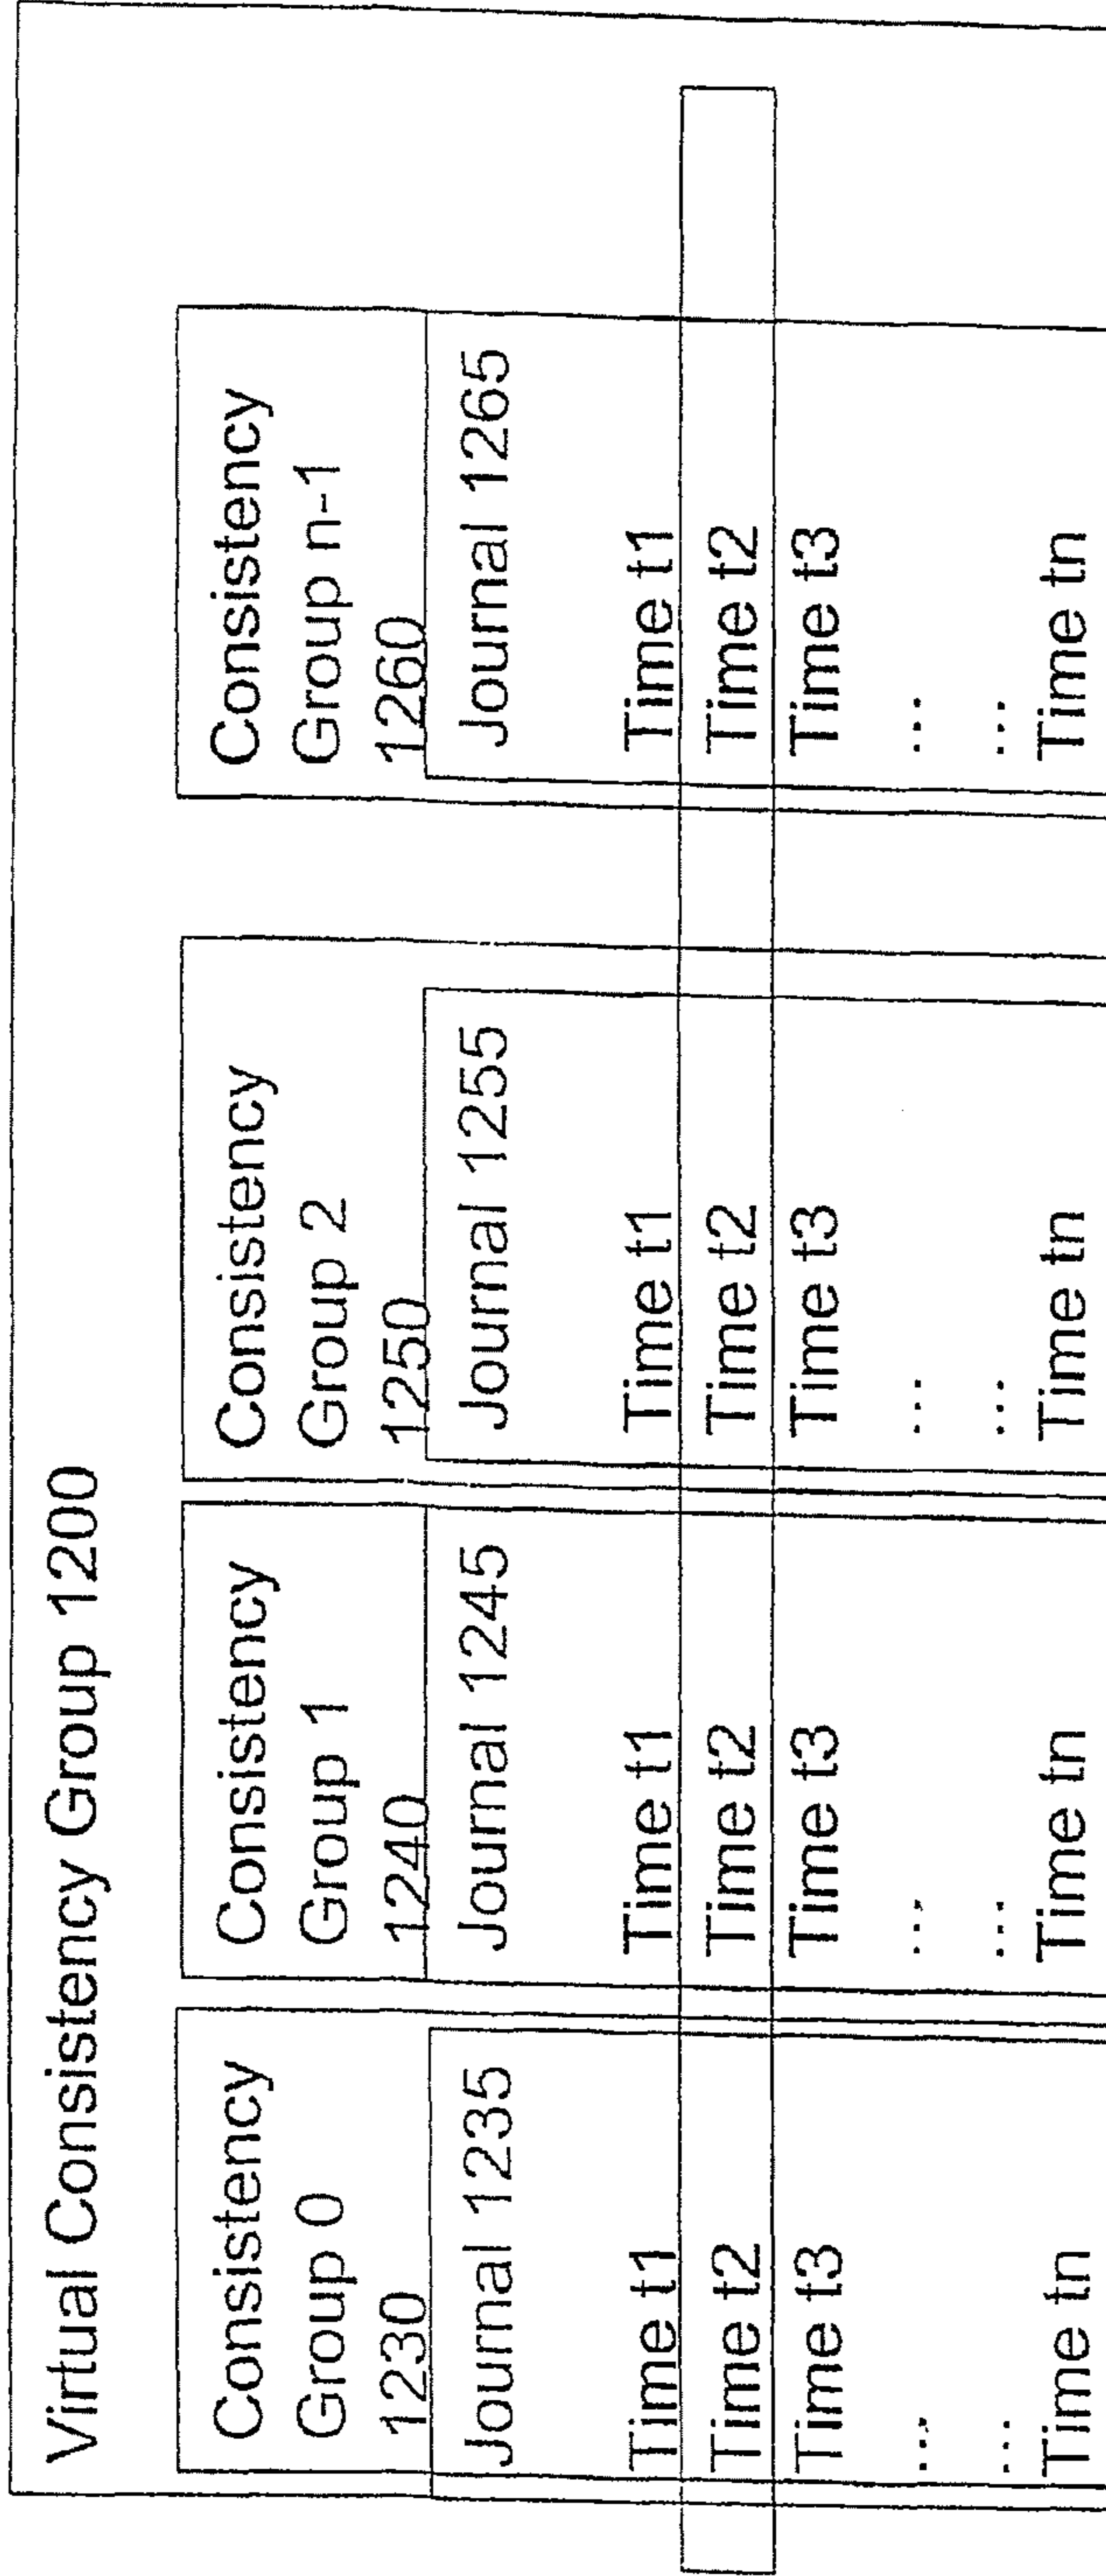 Virtual Consistency Group 1200
Consistency
Group 0
1230
Journal 1235
Time t1
Time t2
Time t3
...
...
Time tn
Consistency
Group 1
1240
Journal 1245
Time t1
Time t2
Time t3
...
...
Time tn
Consistency
Group 2
1250
Journal 1255
Time t1
Time t2
Time t3
...
...
Time tn
Consistency
Group n-1
1260
Journal 1265
Time t1
Time t2
Time t3
...
...
Time tn